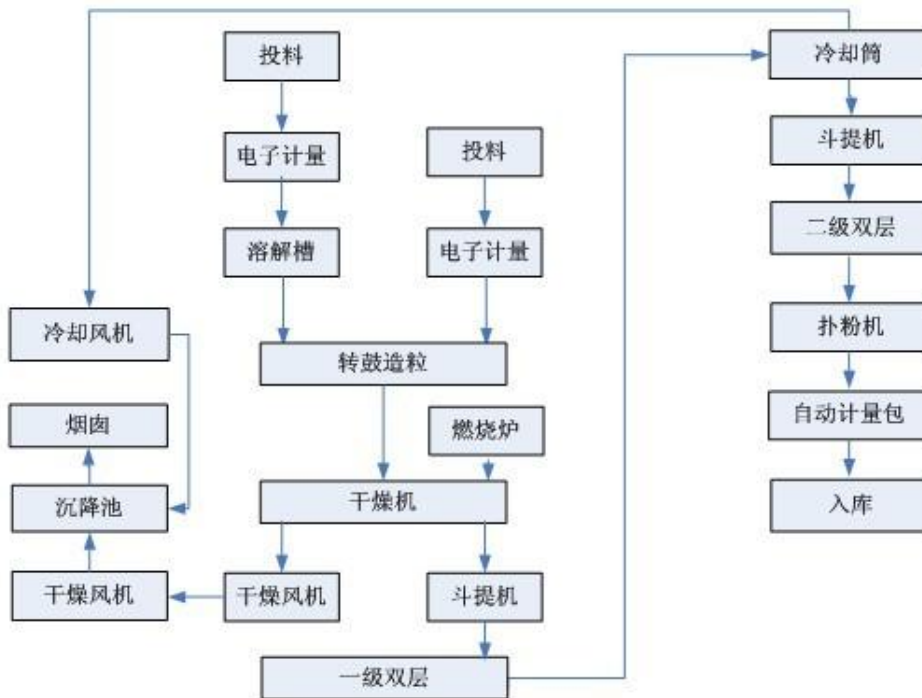 投料
冷却筒
电子计量
投料
斗提机
溶解槽
电子计量
二级双层
冷却风机
扑粉机
转鼓造粒
烟囱
燃烧炉
自动计量包
沉降池
干燥机
入库
干燥风机
干燥风机
斗提机
一级双层